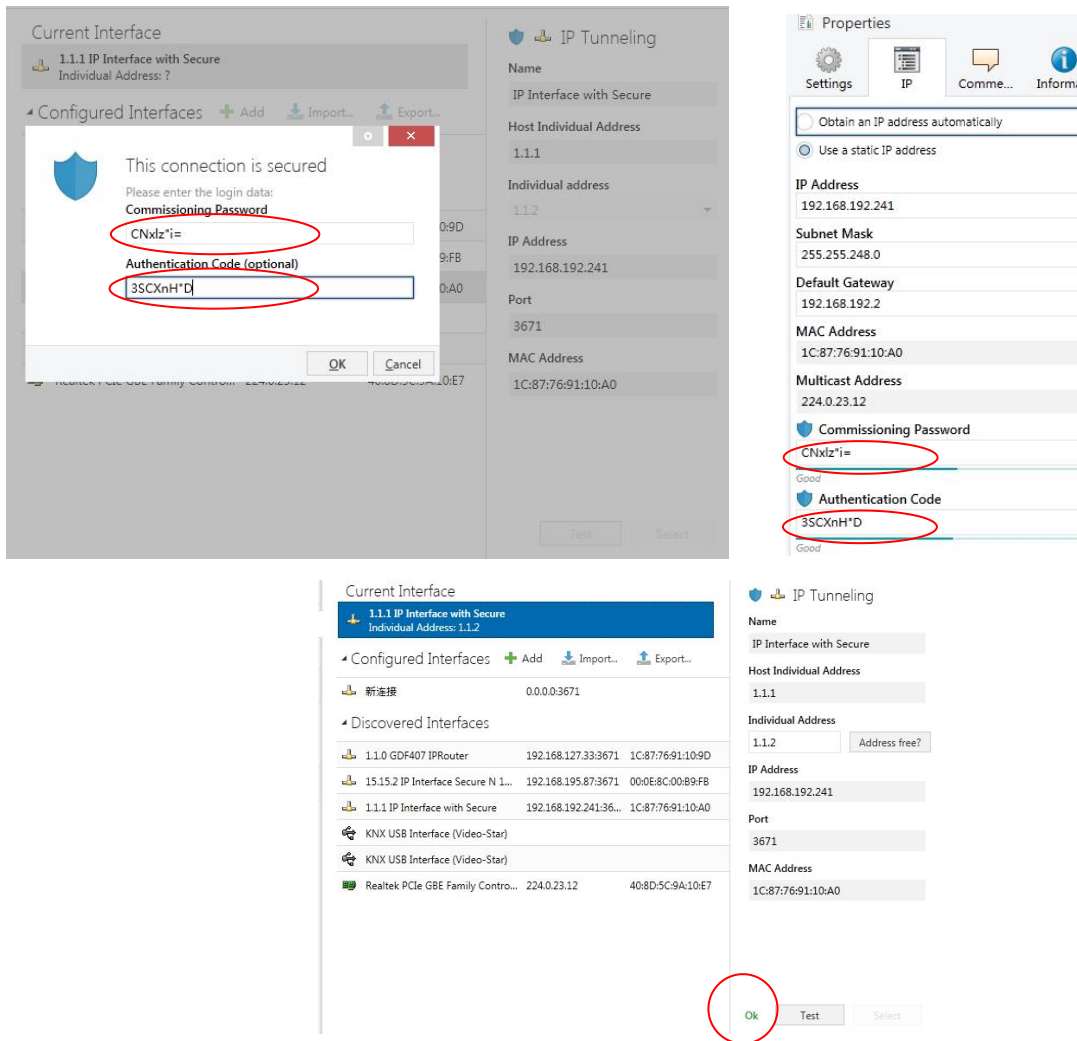 Current Interface
1.1.1 IP Interface with Secure
Individual Address: ?
Configured Interfaces Add Import... Export...
This connection is secured
Please enter the login data:
Commissioning Password
CNxlz"i=
Authentication Code (optional)
3SCXnH"D
OK Cancel
0:9D
9:FB
0:A0
Realtek PCIe GBE Family Contro... 224.0.23.12 40:8D:5C:9A:10:E7
IP Tunneling
Name
IP Interface with Secure
Host Individual Address
1.1.1
Individual address
1.1.2
IP Address
192.168.192.241
Port
3671
MAC Address
1C:87:76:91:10:A0
Test Select
Properties
Settings IP Comme... Informa
Obtain an IP address automatically
Use a static IP address
IP Address
192.168.192.241
Subnet Mask
255.255.248.0
Default Gateway
192.168.192.2
MAC Address
1C:87:76:91:10:A0
Multicast Address
224.0.23.12
Commissioning Password
CNxlz"i=
Good
Authentication Code
3SCXnH"D
Good
Current Interface
1.1.1 IP Interface with Secure
Individual Address: 1.1.2
Configured Interfaces Add Import... Export...
新连接 0.0.0.0:3671
Discovered Interfaces
1.1.0 GDF407 IPRouter 192.168.127.33:3671 1C:87:76:91:10:9D
15.15.2 IP Interface Secure N 1... 192.168.195.87:3671 00:0E:8C:00:B9:FB
1.1.1 IP Interface with Secure 192.168.192.241:36... 1C:87:76:91:10:A0
KNX USB Interface (Video-Star)
KNX USB Interface (Video-Star)
Realtek PCIe GBE Family Contro... 224.0.23.12 40:8D:5C:9A:10:E7
IP Tunneling
Name
IP Interface with Secure
Host Individual Address
1.1.1
Individual Address
1.1.2 Address free?
IP Address
192.168.192.241
Port
3671
MAC Address
1C:87:76:91:10:A0
Ok Test Select